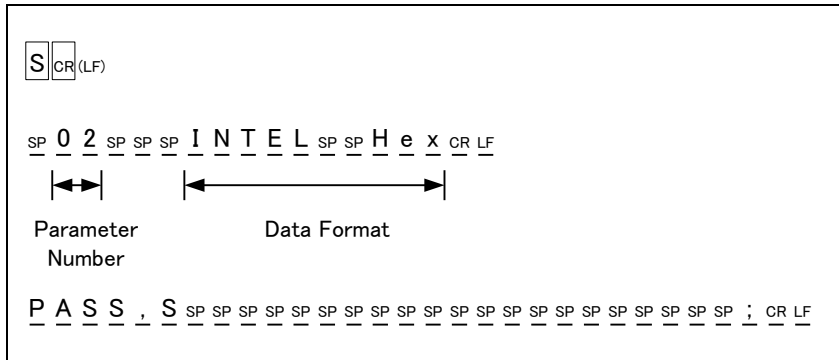 S CR (LF)
SP 0 2 SP SP SP I N T E L SP SP H e x CR LF
Parameter Number Data Format
P A S S , S SP SP SP SP SP SP SP SP SP SP SP SP SP SP SP SP SP SP SP SP SP ; CR LF